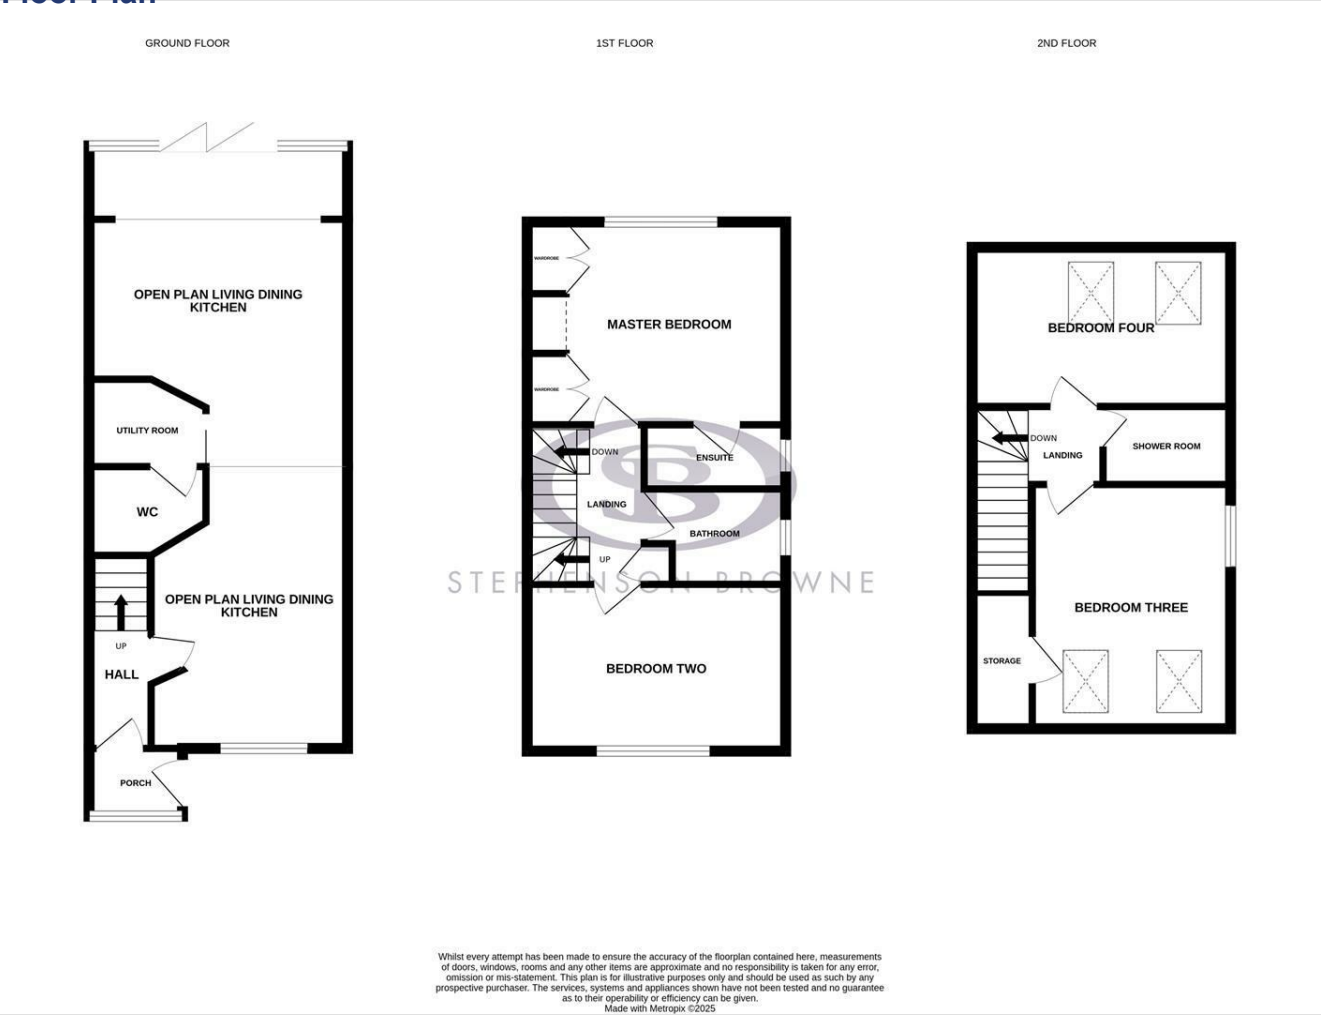 Floor Plan
GROUND FLOOR
1ST FLOOR
2ND FLOOR
OPEN PLAN LIVING DINING
KITCHEN
UTILITY ROOM
WC
OPEN PLAN LIVING DINING
KITCHEN
UP
HALL
PORCH
WARDROBE
MASTER BEDROOM
WARDROBE
DOWN
ENSUITE
LANDING
BATHROOM
UP
SB
STEPHENSON BROWNE
BEDROOM TWO
BEDROOM FOUR
DOWN
LANDING
SHOWER ROOM
BEDROOM THREE
STORAGE
Whilst every attempt has been made to ensure the accuracy of the floorplan contained here, measurements
of doors, windows, rooms and any other items are approximate and no responsibility is taken for any error,
omission or mis-statement. This plan is for illustrative purposes only and should be used as such by any
prospective purchaser. The services, systems and appliances shown have not been tested and no guarantee
as to their operability or efficiency can be given.
Made with Metropix ©2025